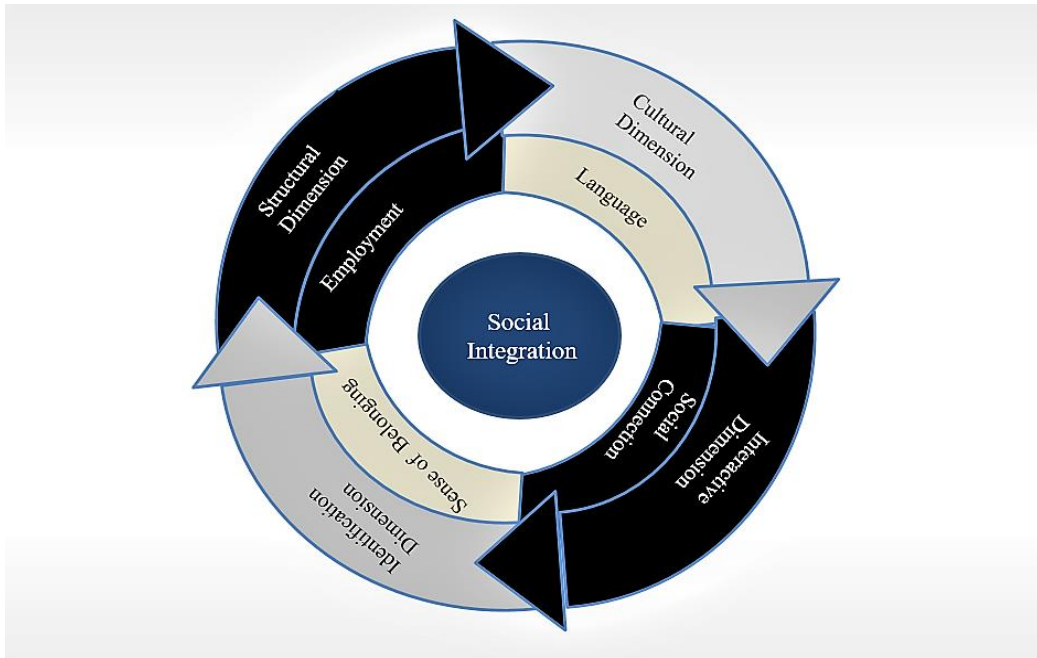 Structural
Dimension
Employment
Cultural
Dimension
Language
Interactive
Dimension
Social
Connection
Identification
Dimension
Sense of Belonging
Social
Integration